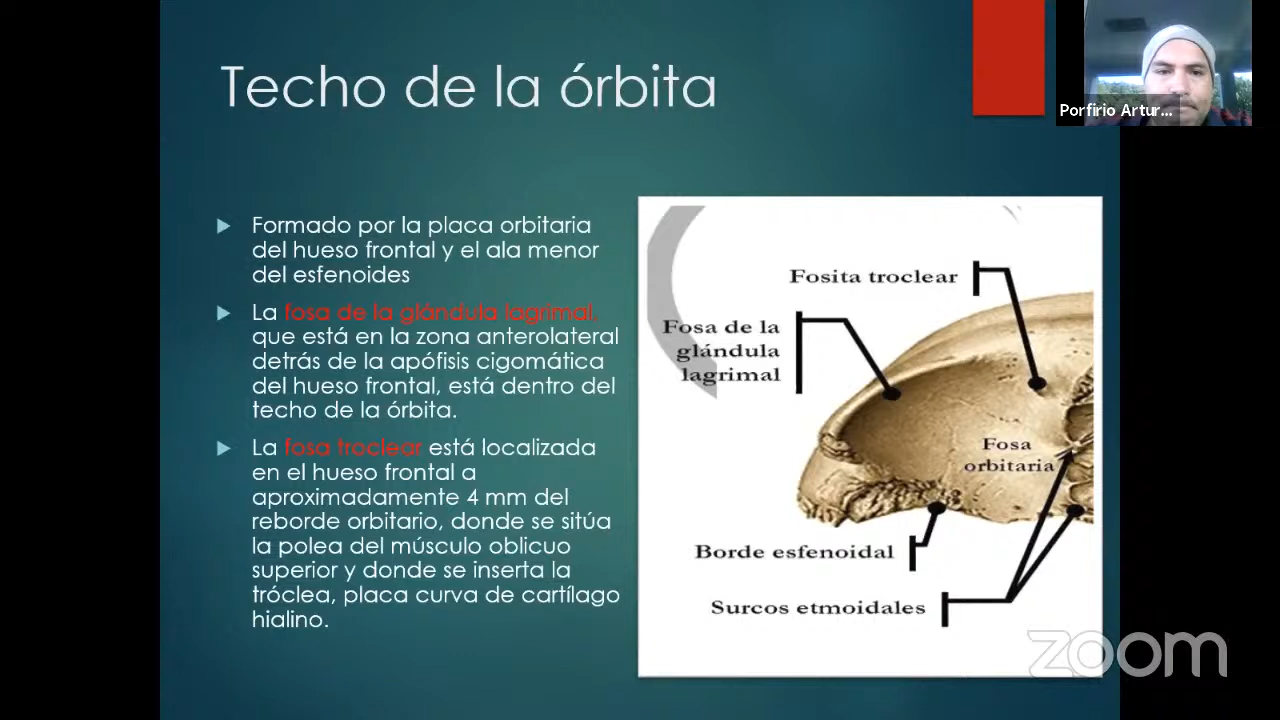 Techo de la órbita
Porfirio Artur...
Formado por la placa orbitaria
del hueso frontal y el ala menor
del esfenoides
La fosa de la glándula lagrimal,
que está en la zona anterolateral
detrás de la apófisis cigomática
del hueso frontal, está dentro del
techo de la órbita.
La fosa troclear está localizada
en el hueso frontal a
aproximadamente 4 mm del
reborde orbitario, donde se sitúa
la polea del músculo oblicuo
superior y donde se inserta la
tróclea, placa curva de cartílago
hialino.
Fosita troclear
Fosa de la
glándula
lagrimal
Fosa
orbitaria
Borde esfenoidal
Surcos etmoidales
zoom